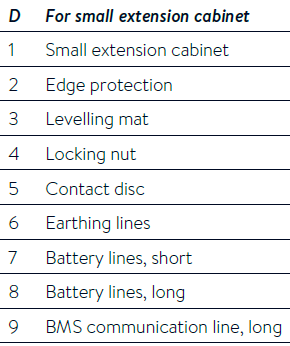 D For small extension cabinet
1 Small extension cabinet
2 Edge protection
3 Levelling mat
4 Locking nut
5 Contact disc
6 Earthing lines
7 Battery lines, short
8 Battery lines, long
9 BMS communication line, long